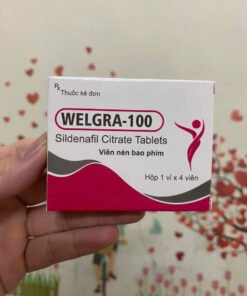 Rx Thuốc kê đơn
WELGRA-100
Sildenafil Citrate Tablets
Viên nén bao phim
Hộp 1 vỉ x 4 viên